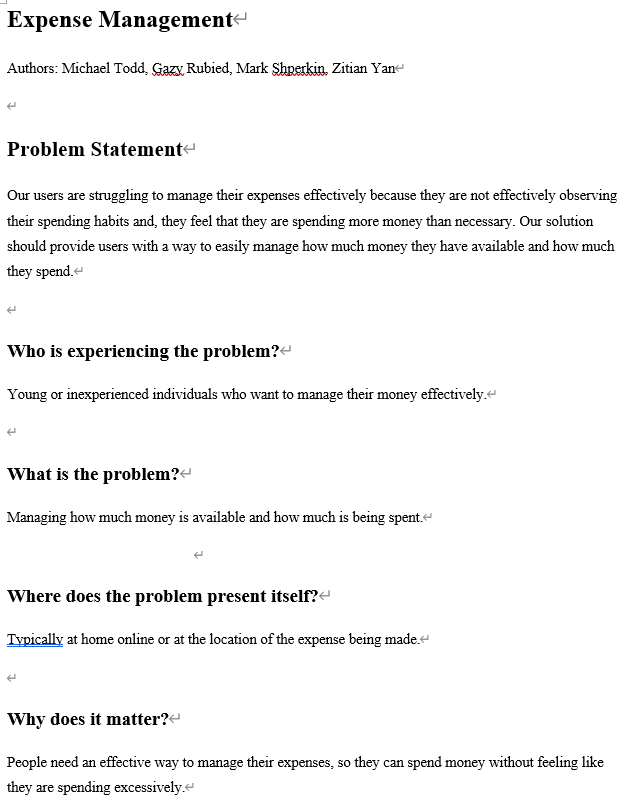 Expense Management
Authors: Michael Todd, Gazy Rubied, Mark Shperkin, Zitian Yan
Problem Statement
Our users are struggling to manage their expenses effectively because they are not effectively observing
their spending habits and, they feel that they are spending more money than necessary. Our solution
should provide users with a way to easily manage how much money they have available and how much
they spend.
Who is experiencing the problem?
Young or inexperienced individuals who want to manage their money effectively.
What is the problem?
Managing how much money is available and how much is being spent.
Where does the problem present itself?
Typically at home online or at the location of the expense being made.
Why does it matter?
People need an effective way to manage their expenses, so they can spend money without feeling like
they are spending excessively.